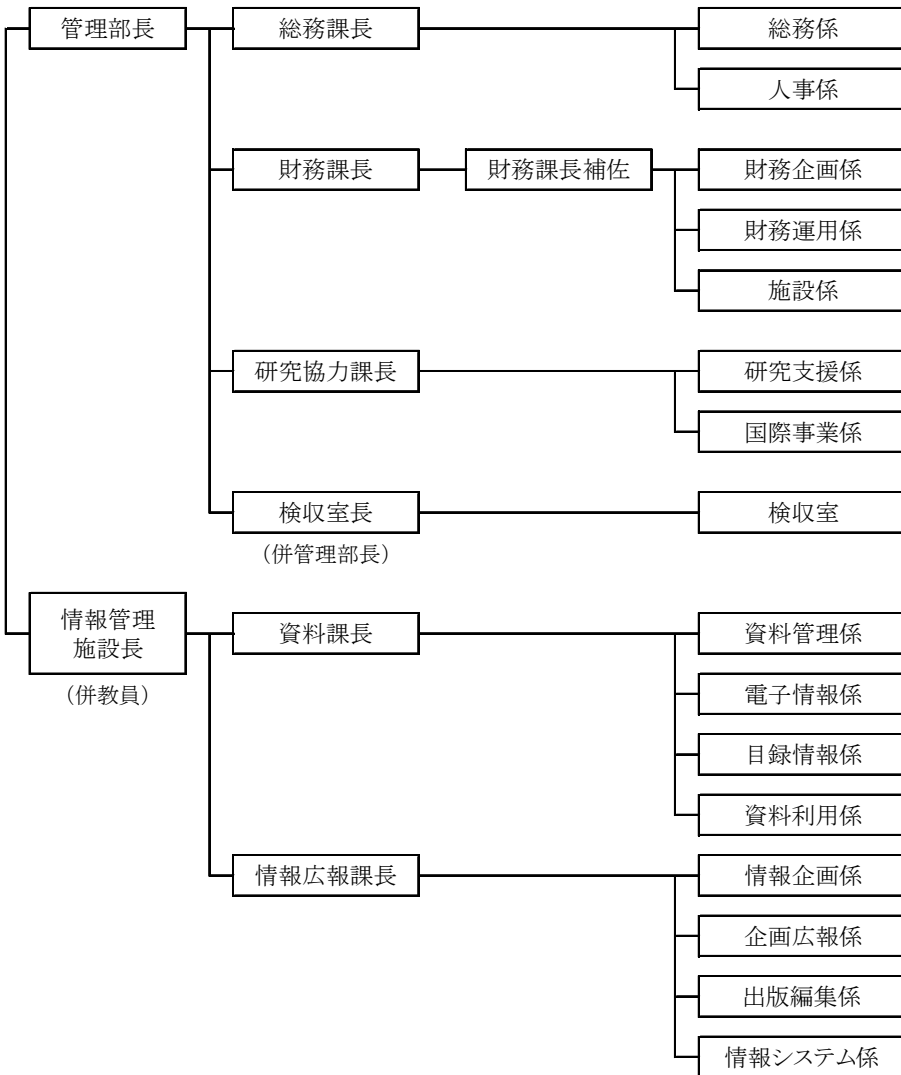 管理部長
総務課長
総務係
人事係
財務課長
財務課長補佐
財務企画係
財務運用係
施設係
研究協力課長
研究支援係
国際事業係
検収室長
(併管理部長)
検収室
情報管理
施設長
(併教員)
資料課長
資料管理係
電子情報係
目録情報係
資料利用係
情報広報課長
情報企画係
企画広報係
出版編集係
情報システム係